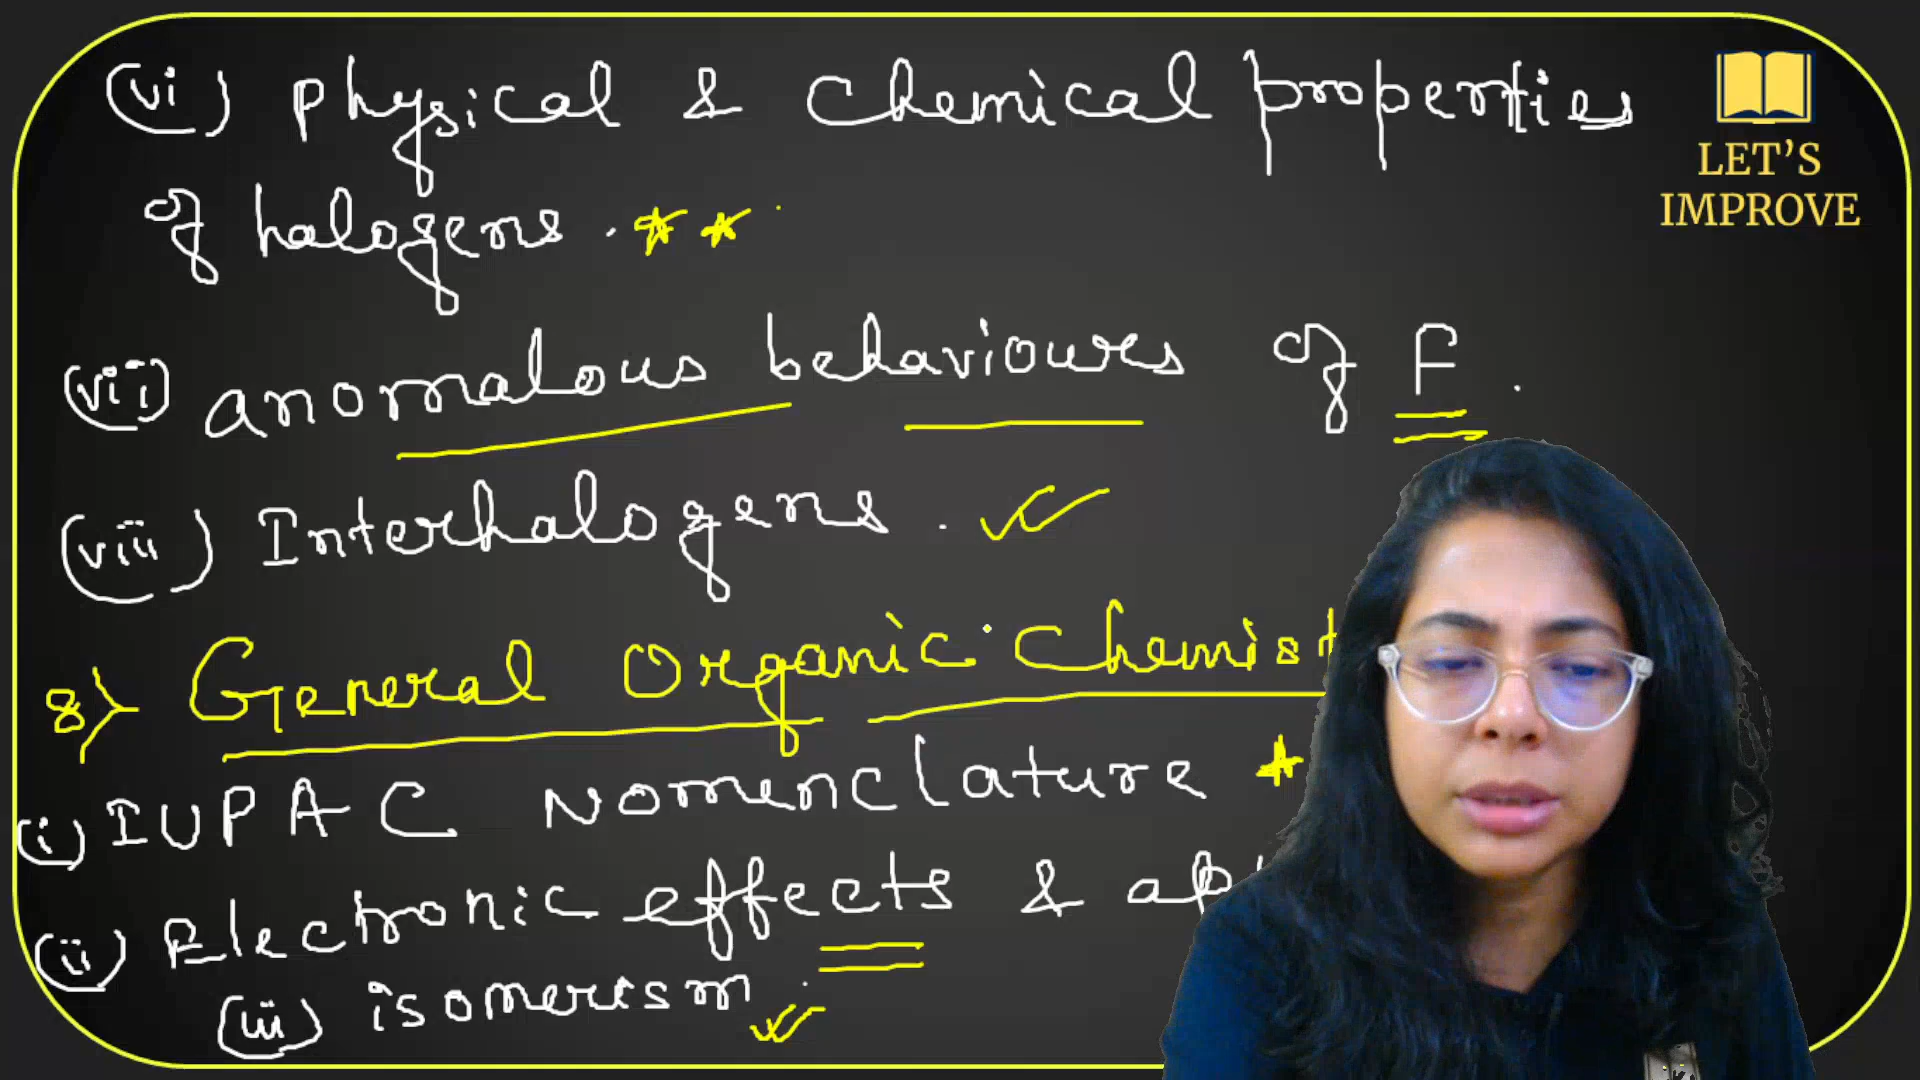 (vi) Physical & Chemical properties
of halogens. **
(vii) anomalous behaviours of F.
(viii) Interhalogens.
8) General Organic Chemist
(i) IUPAC Nomenclature *
(ii) Electronic effects &
(iii) isomerism.
LET'S
IMPROVE